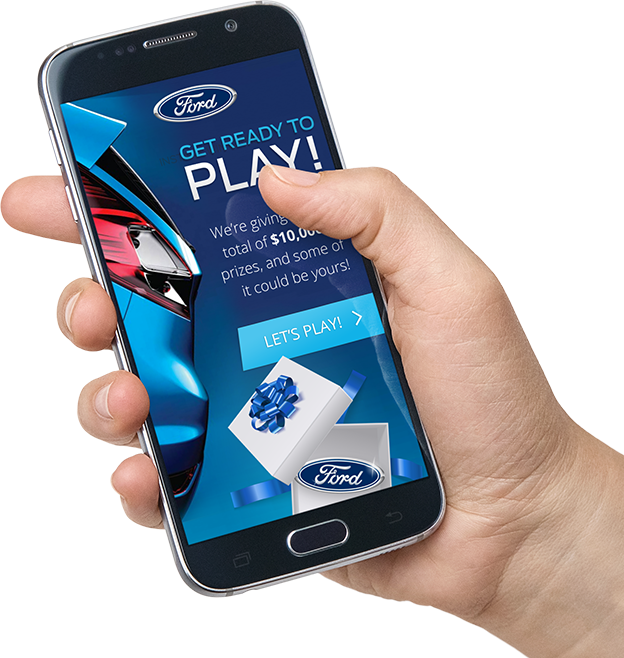 Ford
GET READY TO
PLAY!
We're giving
total of $10,00
prizes, and some of
it could be yours!
LET'S PLAY! >
Ford